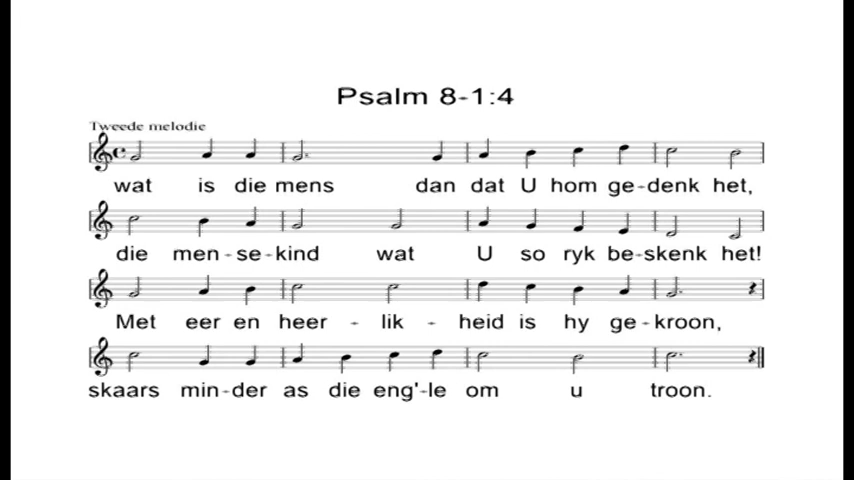 Psalm 8-1:4
Tweede melodie
wat is die mens dan dat U hom ge-denk het,
die men-se-kind wat U so ryk be-skenk het!
Met eer en heer-lik-heid is hy ge-kroon,
skaars min-der as die eng'-le om u troon.